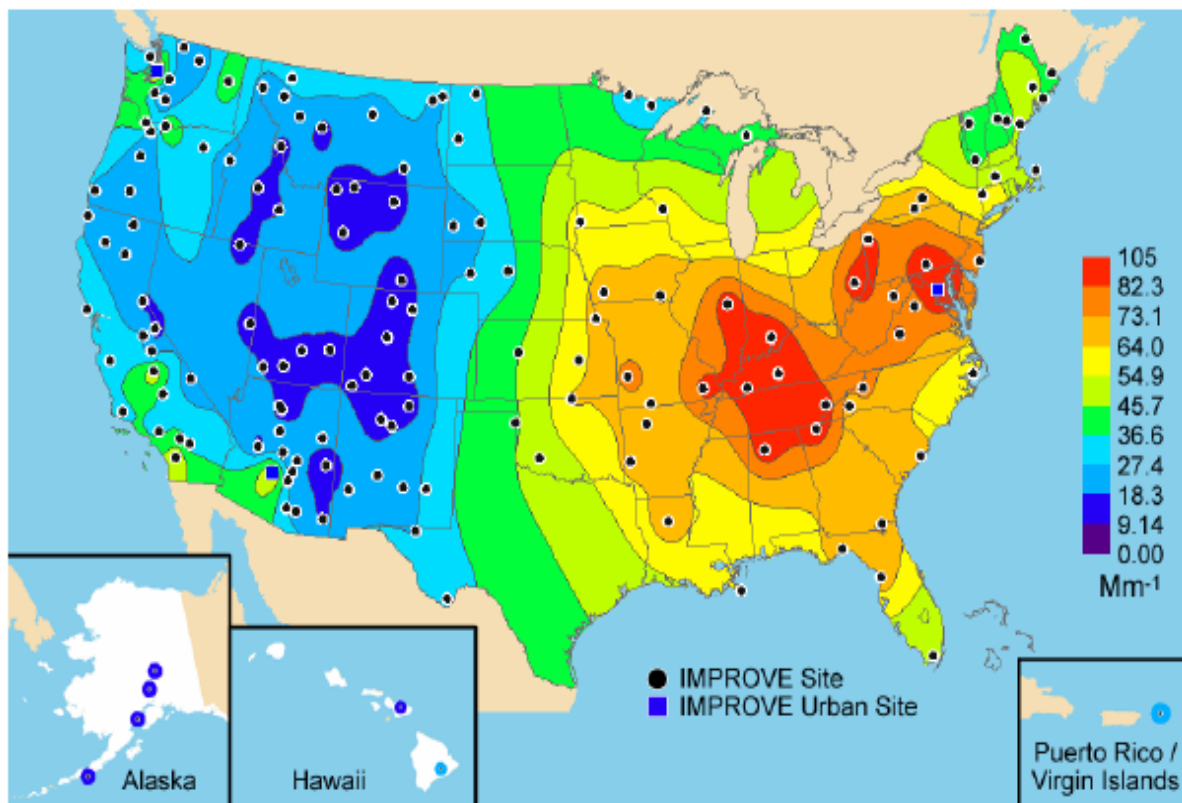 105
82.3
73.1
64.0
54.9
45.7
36.6
27.4
18.3
9.14
0.00
Mm-1
IMPROVE Site
IMPROVE Urban Site
Alaska
Hawaii
Puerto Rico /
Virgin Islands